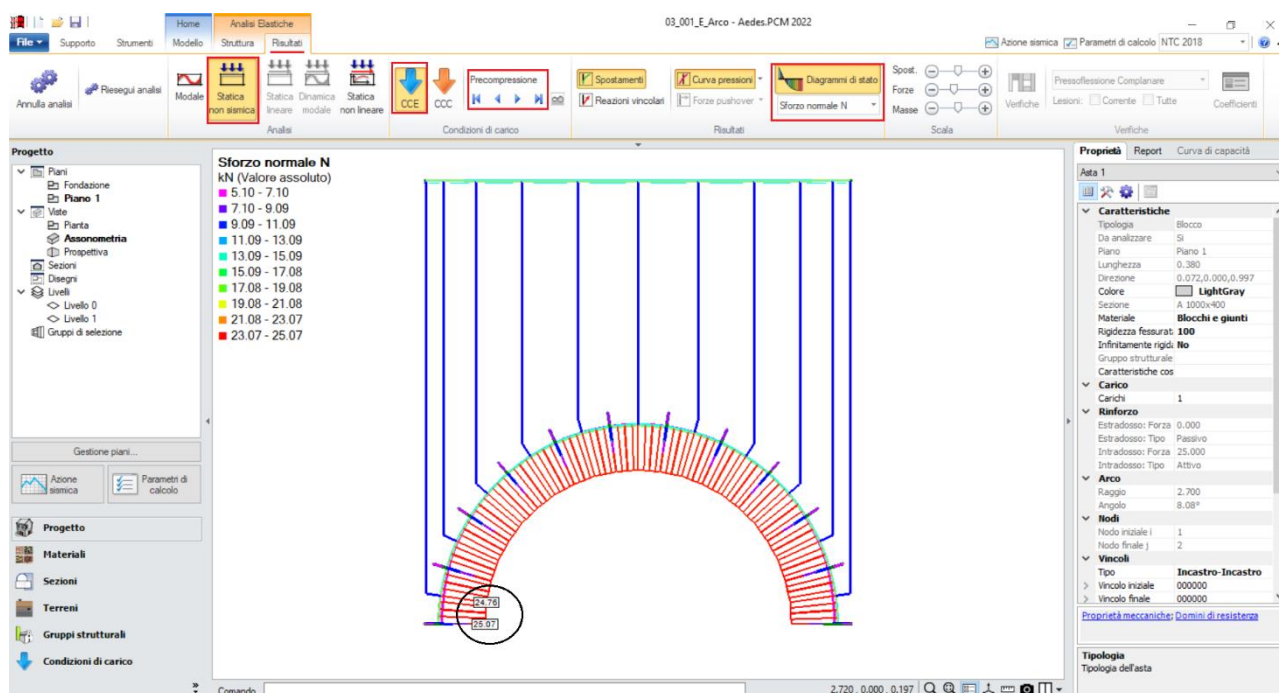 Home
Analisi Elastiche
03_001_E_Arco - Aedes.PCM 2022
File
Supporto
Strumenti
Modello
Struttura
Risultati
Azione sismica
Parametri di calcolo
NTC 2018
Annulla analisi
Riesegui analisi
Modale
Statica non sismica
Statica lineare
Dinamica modale
Statica non lineare
Analisi
CCE
CCC
Precompressione
Condizioni di carico
Spostamenti
Reazioni vincolari
Curva pressioni
Forze pushover
Diagrammi di stato
Sforzo normale N
Risultati
Spost.
Forze
Masse
Scala
Verifiche
Pressoflessione Complanare
Lesioni:
Corrente
Tutte
Coefficienti
Verifiche
Progetto
Piani
Fondazione
Piano 1
Viste
Pianta
Assonometria
Prospettiva
Sezioni
Disegni
Livelli
Livello 0
Livello 1
Gruppi di selezione
Gestione piani...
Azione sismica
Parametri di calcolo
Progetto
Materiali
Sezioni
Terreni
Gruppi strutturali
Condizioni di carico
Sforzo normale N
kN (Valore assoluto)
5.10 - 7.10
7.10 - 9.09
9.09 - 11.09
11.09 - 13.09
13.09 - 15.09
15.09 - 17.08
17.08 - 19.08
19.08 - 21.08
21.08 - 23.07
23.07 - 25.07
24.76
25.07
Comando
2.720 , 0.000 , 0.197
Proprietà
Report
Curva di capacità
Asta 1
Caratteristiche
Tipologia Blocco
Da analizzare Si
Piano Piano 1
Lunghezza 0.380
Direzione 0.072,0.000,0.997
Colore LightGray
Sezione A 1000x400
Materiale Blocchi e giunti
Rigidezza fessurat: 100
Infinitamente rigid: No
Gruppo strutturale
Caratteristiche cos
Carico
Carichi 1
Rinforzo
Estradosso: Forza 0.000
Estradosso: Tipo Passivo
Intradosso: Forza 25.000
Intradosso: Tipo Attivo
Arco
Raggio 2.700
Angolo 8.08°
Nodi
Nodo iniziale i 1
Nodo finale j 2
Vincoli
Tipo Incastro-Incastro
Vincolo iniziale 000000
Vincolo finale 000000
Proprietà meccaniche; Domini di resistenza
Tipologia
Tipologia dell'asta